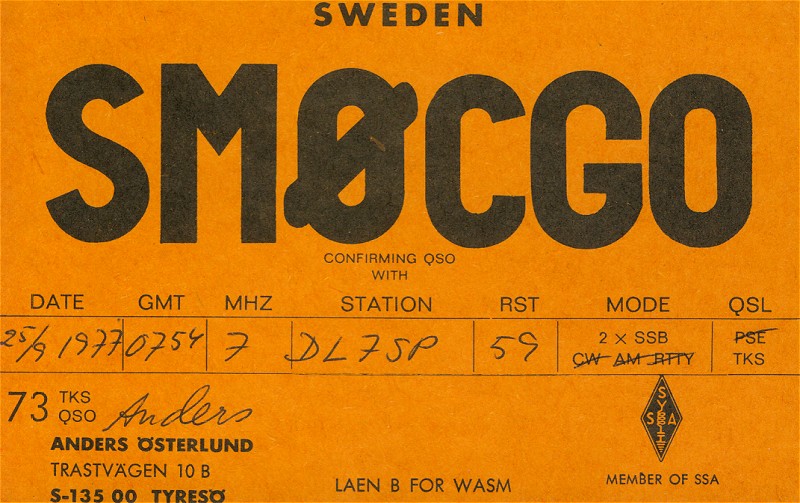 SWEDEN
SMØCGO
CONFIRMING QSO
WITH
DATE GMT MHZ STATION RST MODE QSL
25/9 1977 0754 7 DL7SP 59 2 X SSB PSE
CW AM RTTY TKS
73 TKS QSO Anders
ANDERS ÖSTERLUND
TRASTVÄGEN 10 B
S-135 00 TYRESÖ
LAEN B FOR WASM
SSA
MEMBER OF SSA